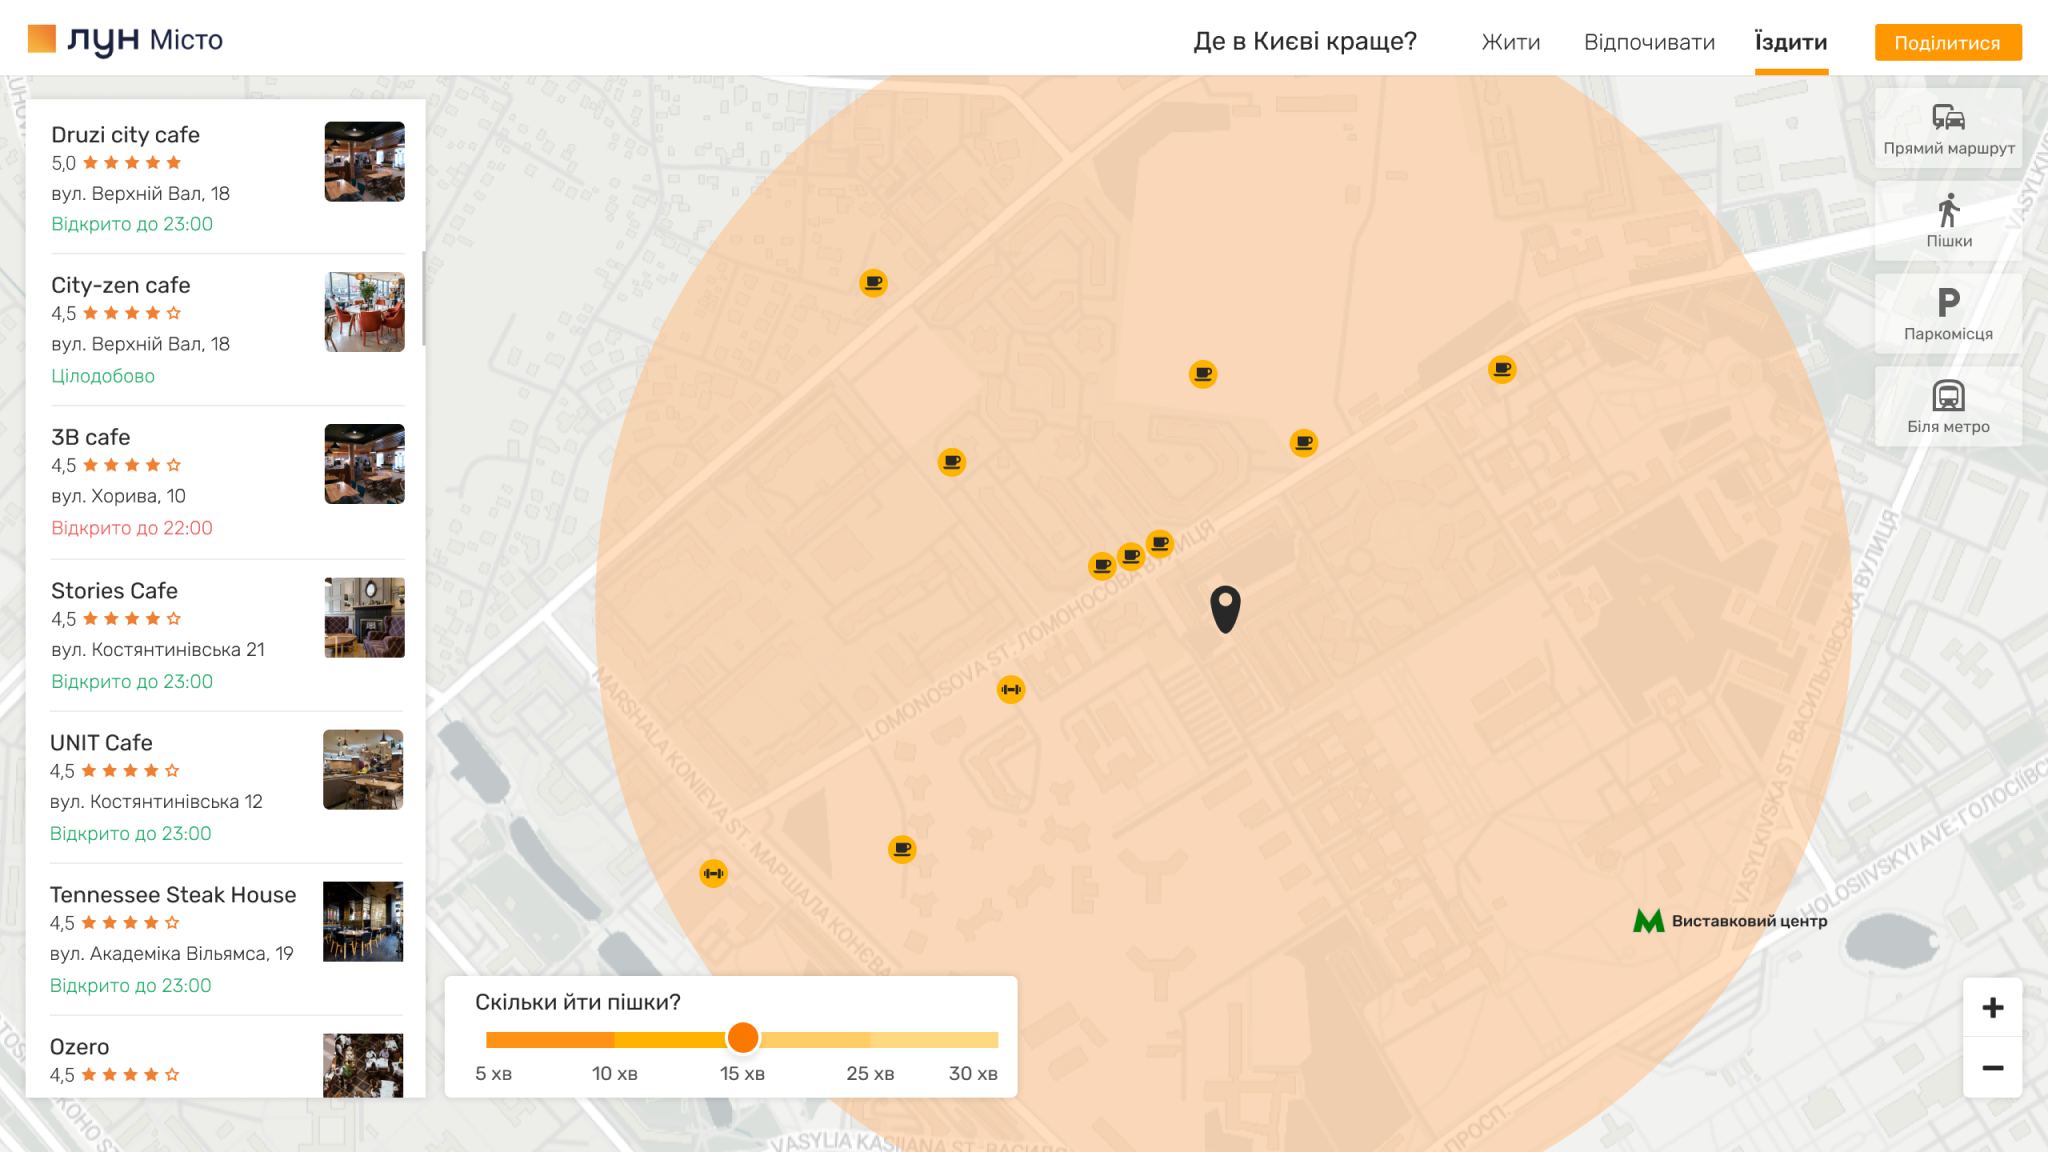 ЛУН Місто
Де в Києві краще?
Жити
Відпочивати
Їздити
Поділитися
Druzi city cafe
5,0
вул. Верхній Вал, 18
Відкрито до 23:00
City-zen cafe
4,5
вул. Верхній Вал, 18
Цілодобово
3B cafe
4,5
вул. Хорива, 10
Відкрито до 22:00
Stories Cafe
4,5
вул. Костянтинівська 21
Відкрито до 23:00
UNIT Cafe
4,5
вул. Костянтинівська 12
Відкрито до 23:00
Tennessee Steak House
4,5
вул. Академіка Вільямса, 19
Відкрито до 23:00
Ozero
4,5
Прямий маршрут
Пішки
P
Паркомісця
Біля метро
LOMONOSOVA ST. ЛОМОНОСОВА ВУЛИЦЯ
MARSHALA KONIEVA ST. МАРШАЛА КОНЄВА
VASYLKIVSKA ST. ВАСИЛЬКІВСЬКА ВУЛИЦЯ
HOLOSIIVSKYI AVE. ГОЛОСІЇВС
М Виставковий центр
VASYLIA KASIIANA ST. ВАСИЛ
ПРОСП.
Скільки йти пішки?
5 хв
10 хв
15 хв
25 хв
30 хв
+
−